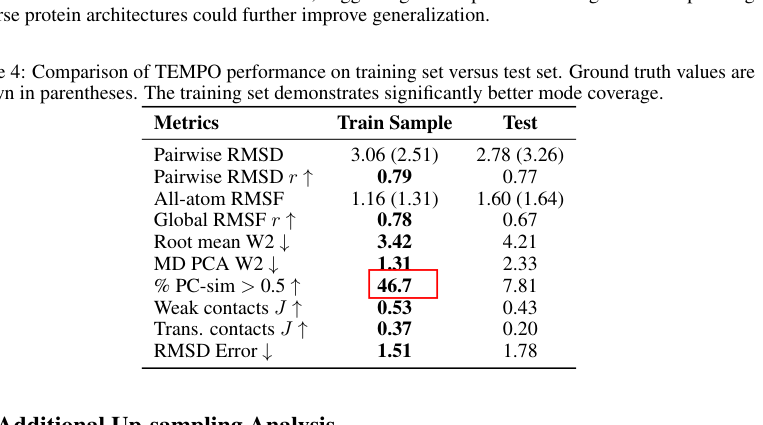 rse protein architectures could further improve generalization.
e 4: Comparison of TEMPO performance on training set versus test set. Ground truth values are
wn in parentheses. The training set demonstrates significantly better mode coverage.
Metrics Train Sample Test
Pairwise RMSD 3.06 (2.51) 2.78 (3.26)
Pairwise RMSD r ↑ 0.79 0.77
All-atom RMSF 1.16 (1.31) 1.60 (1.64)
Global RMSF r ↑ 0.78 0.67
Root mean W2 ↓ 3.42 4.21
MD PCA W2 ↓ 1.31 2.33
% PC-sim > 0.5 ↑ 46.7 7.81
Weak contacts J ↑ 0.53 0.43
Trans. contacts J ↑ 0.37 0.20
RMSD Error ↓ 1.51 1.78
Additional Up-sampling Analysis